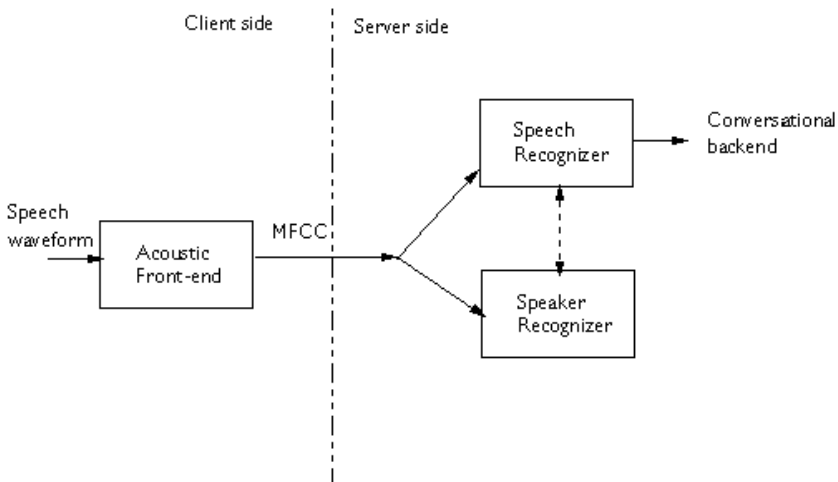 Client side
Server side
Speech
Recognizer
Conversational
backend
Speech
waveform
Acoustic
Front-end
MFCC
Speaker
Recognizer